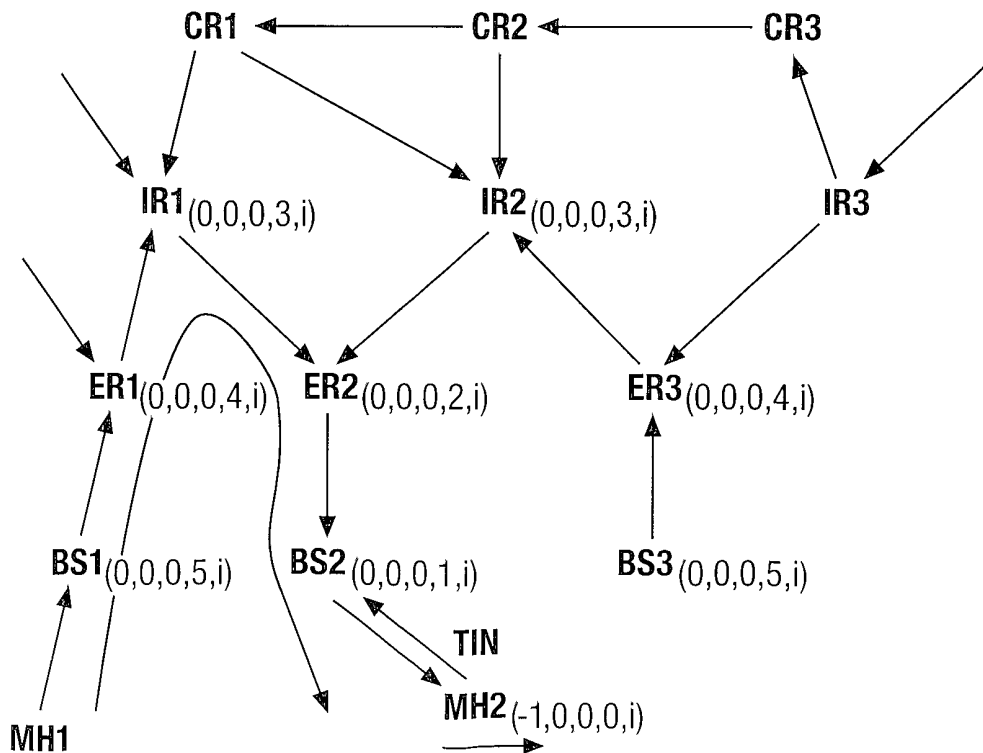 CR1 CR2 CR3
IR1(0,0,0,3,i) IR2(0,0,0,3,i) IR3
ER1(0,0,0,4,i) ER2(0,0,0,2,i) ER3(0,0,0,4,i)
BS1(0,0,0,5,i) BS2(0,0,0,1,i) BS3(0,0,0,5,i)
TIN
MH2(-1,0,0,0,i)
MH1